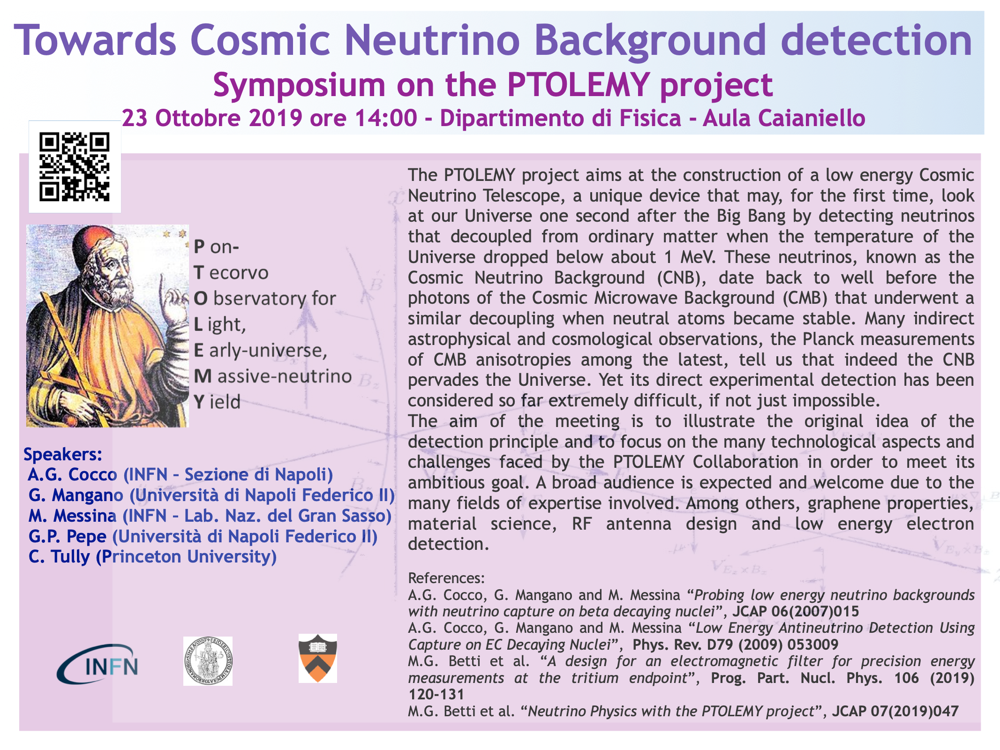 Towards Cosmic Neutrino Background detection
Symposium on the PTOLEMY project
23 Ottobre 2019 ore 14:00 - Dipartimento di Fisica - Aula Caianiello
P on-
T ecorvo
O bservatory for
L ight,
E arly-universe,
M assive-neutrino
Y ield
Speakers:
A.G. Cocco (INFN – Sezione di Napoli)
G. Mangano (Università di Napoli Federico II)
M. Messina (INFN – Lab. Naz. del Gran Sasso)
G.P. Pepe (Università di Napoli Federico II)
C. Tully (Princeton University)
INFN
The PTOLEMY project aims at the construction of a low energy Cosmic
Neutrino Telescope, a unique device that may, for the first time, look
at our Universe one second after the Big Bang by detecting neutrinos
that decoupled from ordinary matter when the temperature of the
Universe dropped below about 1 MeV. These neutrinos, known as the
Cosmic Neutrino Background (CNB), date back to well before the
photons of the Cosmic Microwave Background (CMB) that underwent a
similar decoupling when neutral atoms became stable. Many indirect
astrophysical and cosmological observations, the Planck measurements
of CMB anisotropies among the latest, tell us that indeed the CNB
pervades the Universe. Yet its direct experimental detection has been
considered so far extremely difficult, if not just impossible.
The aim of the meeting is to illustrate the original idea of the
detection principle and to focus on the many technological aspects and
challenges faced by the PTOLEMY Collaboration in order to meet its
ambitious goal. A broad audience is expected and welcome due to the
many fields of expertise involved. Among others, graphene properties,
material science, RF antenna design and low energy electron
detection.
References:
A.G. Cocco, G. Mangano and M. Messina “Probing low energy neutrino backgrounds
with neutrino capture on beta decaying nuclei”, JCAP 06(2007)015
A.G. Cocco, G. Mangano and M. Messina “Low Energy Antineutrino Detection Using
Capture on EC Decaying Nuclei”, Phys. Rev. D79 (2009) 053009
M.G. Betti et al. “A design for an electromagnetic filter for precision energy
measurements at the tritium endpoint”, Prog. Part. Nucl. Phys. 106 (2019)
120-131
M.G. Betti et al. “Neutrino Physics with the PTOLEMY project”, JCAP 07(2019)047